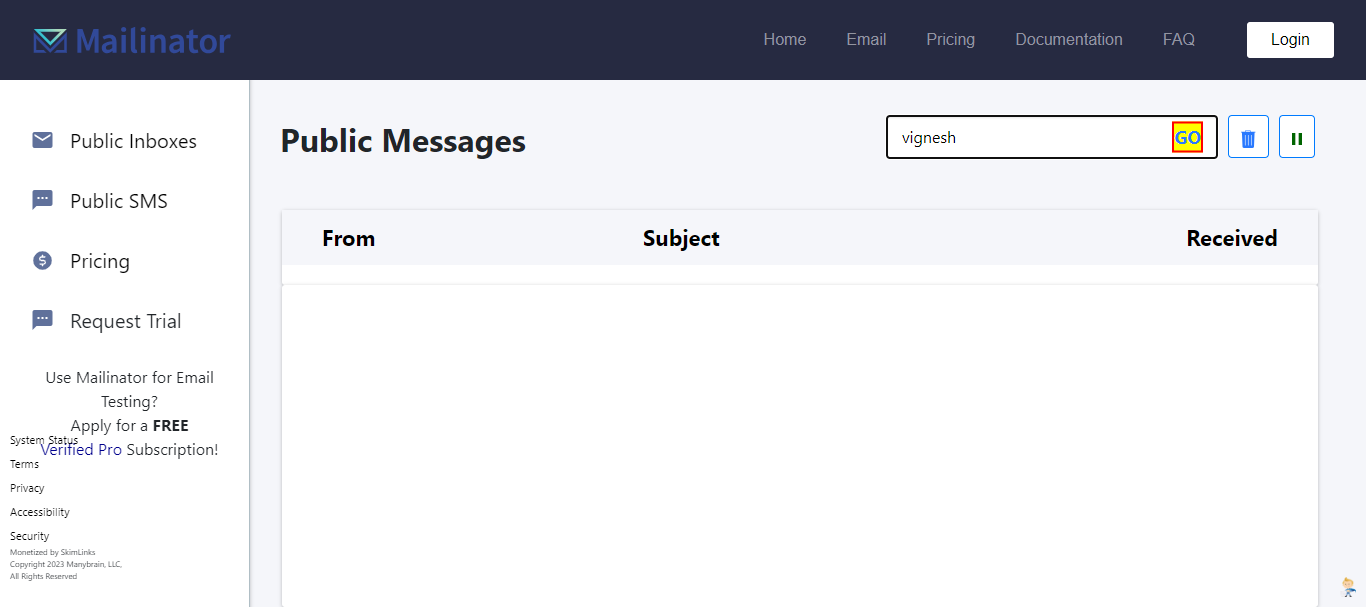 Mailinator
Home Email Pricing Documentation FAQ Login
Public Inboxes
Public SMS
Pricing
Request Trial
Use Mailinator for Email
Testing?
Apply for a FREE
Verified Pro Subscription!
System Status
Terms
Privacy
Accessibility
Security
Monetized by SkimLinks
Copyright 2023 Manybrain, LLC,
All Rights Reserved
Public Messages
vignesh GO
From Subject Received